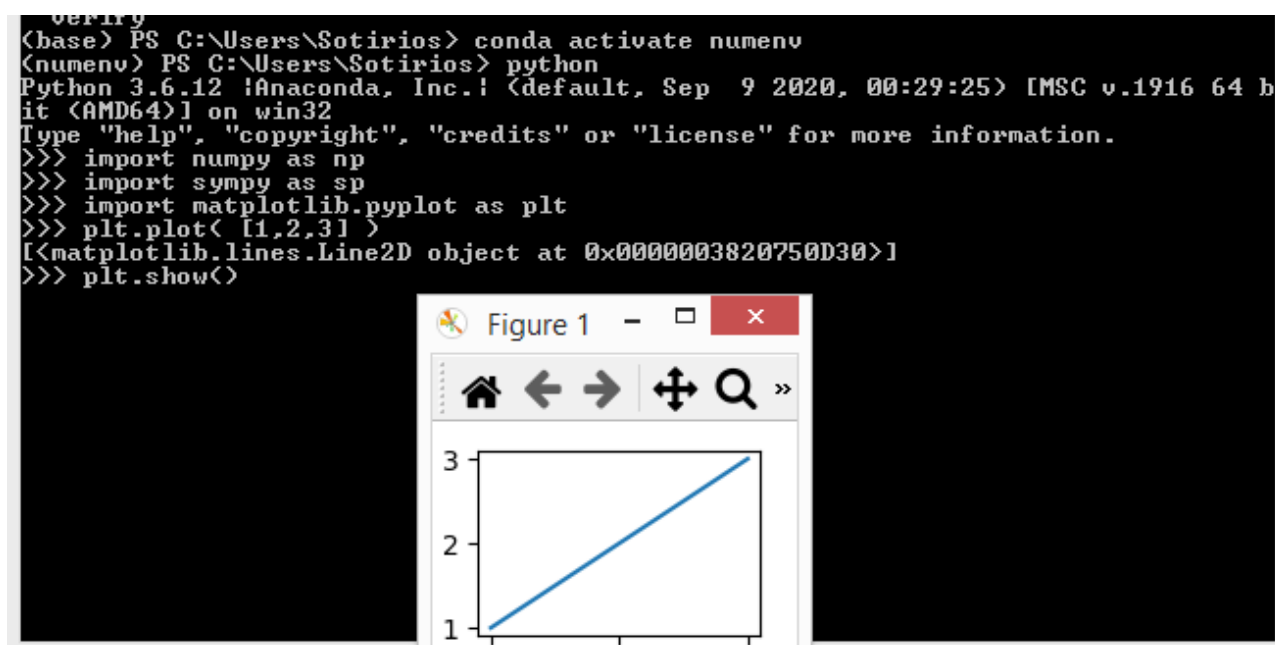 verify
(base) PS C:\Users\Sotirios> conda activate numenv
(numenv) PS C:\Users\Sotirios> python
Python 3.6.12 |Anaconda, Inc.| (default, Sep  9 2020, 00:29:25) [MSC v.1916 64 b
it (AMD64)] on win32
Type "help", "copyright", "credits" or "license" for more information.
>>> import numpy as np
>>> import sympy as sp
>>> import matplotlib.pyplot as plt
>>> plt.plot( [1,2,3] )
[<matplotlib.lines.Line2D object at 0x0000003820750D30>]
>>> plt.show()
Figure 1
»
3
2
1